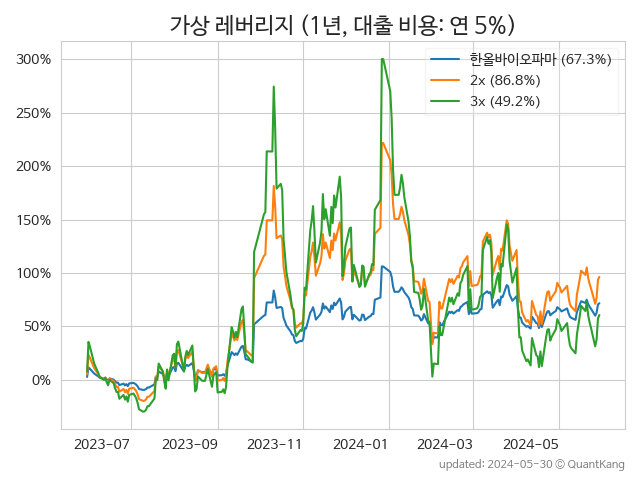 가상 레버리지 (1년, 대출 비용: 연 5%)
한올바이오파마 (67.3%)
2x (86.8%)
3x (49.2%)
300%
250%
200%
150%
100%
50%
0%
2023-07
2023-09
2023-11
2024-01
2024-03
2024-05
updated: 2024-05-30 © QuantKang